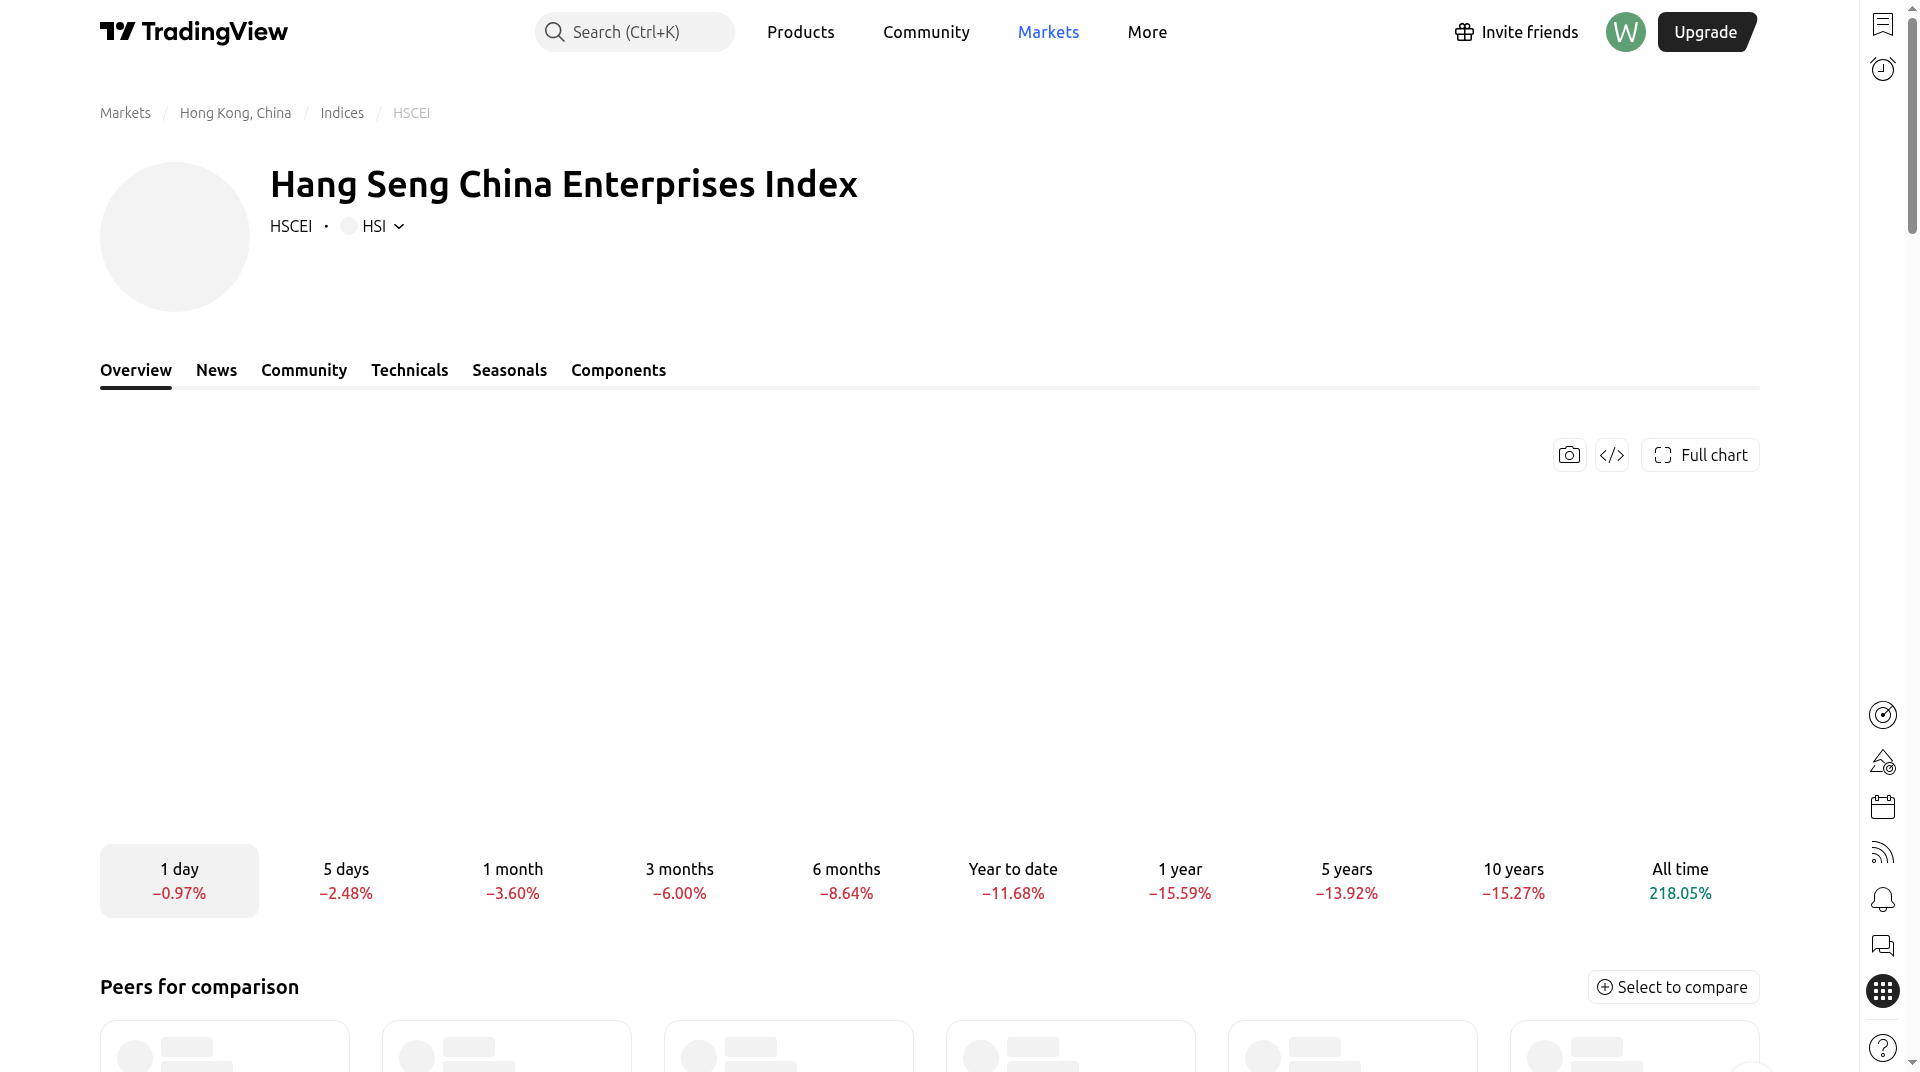 TradingView
Search (Ctrl+K)
Products
Community
Markets
More
Invite friends
W
Upgrade
Markets / Hong Kong, China / Indices / HSCEI
Hang Seng China Enterprises Index
HSCEI • HSI
Overview
News
Community
Technicals
Seasonals
Components
Full chart
1 day
−0.97%
5 days
−2.48%
1 month
−3.60%
3 months
−6.00%
6 months
−8.64%
Year to date
−11.68%
1 year
−15.59%
5 years
−13.92%
10 years
−15.27%
All time
218.05%
Peers for comparison
Select to compare